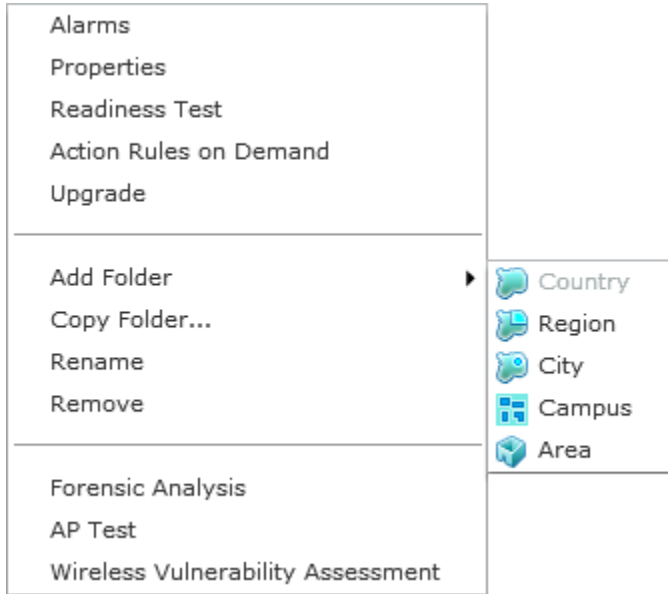 Alarms
Properties
Readiness Test
Action Rules on Demand
Upgrade
Add Folder
Copy Folder...
Rename
Remove
Forensic Analysis
AP Test
Wireless Vulnerability Assessment
Country
Region
City
Campus
Area